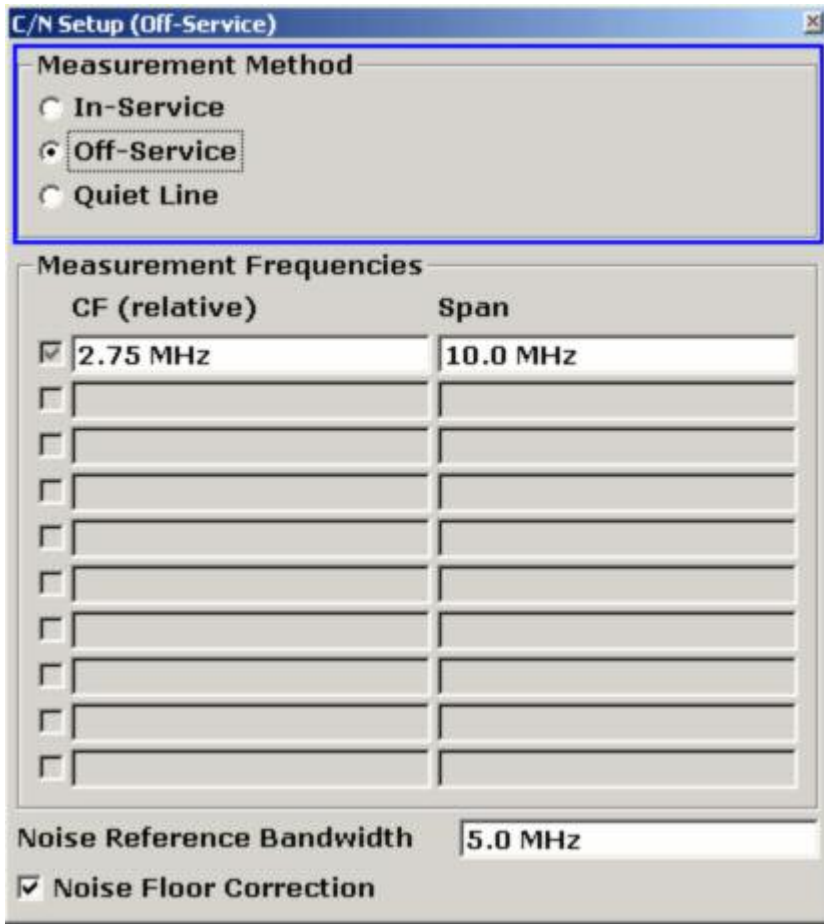 C/N Setup (Off-Service)
Measurement Method
In-Service
Off-Service
Quiet Line
Measurement Frequencies
CF (relative) Span
2.75 MHz 10.0 MHz
Noise Reference Bandwidth 5.0 MHz
Noise Floor Correction